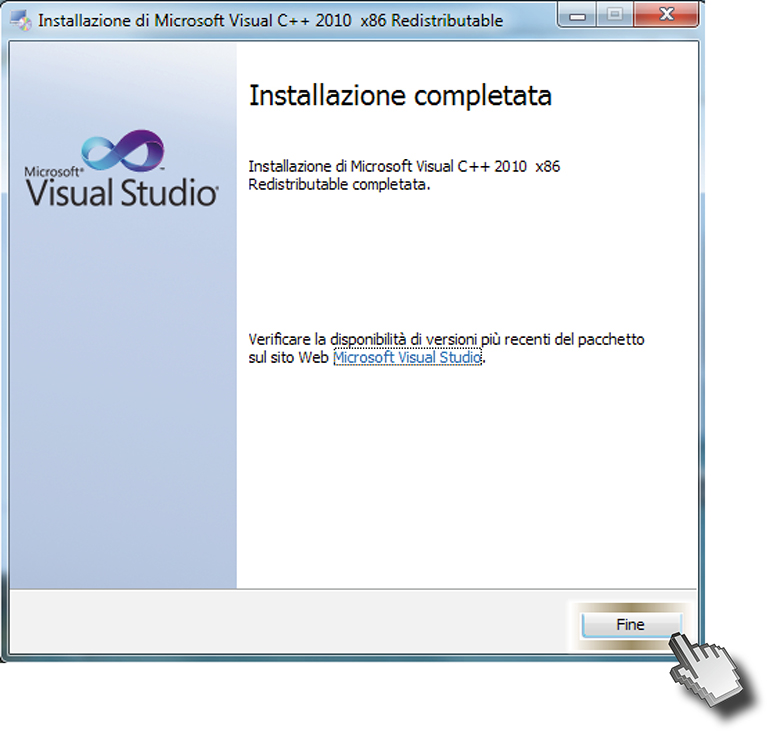 Installazione di Microsoft Visual C++ 2010  x86 Redistributable
Installazione completata
Microsoft®
Visual Studio®
Installazione di Microsoft Visual C++ 2010  x86
Redistributable completata.
Verificare la disponibilità di versioni più recenti del pacchetto
sul sito Web Microsoft Visual Studio.
Fine